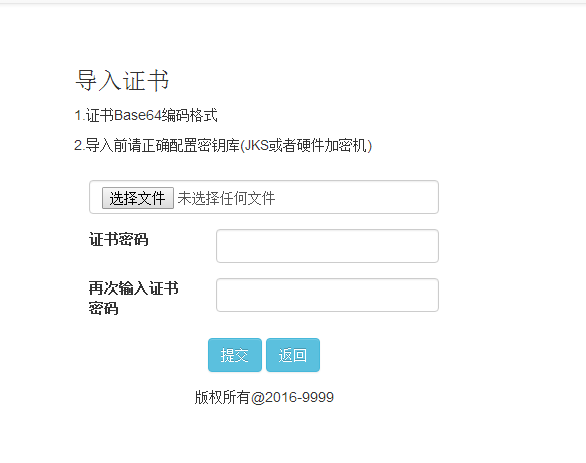 导入证书
1.证书Base64编码格式
2.导入前请正确配置密钥库(JKS或者硬件加密机)
选择文件 未选择任何文件
证书密码
再次输入证书
密码
提交 返回
版权所有@2016-9999